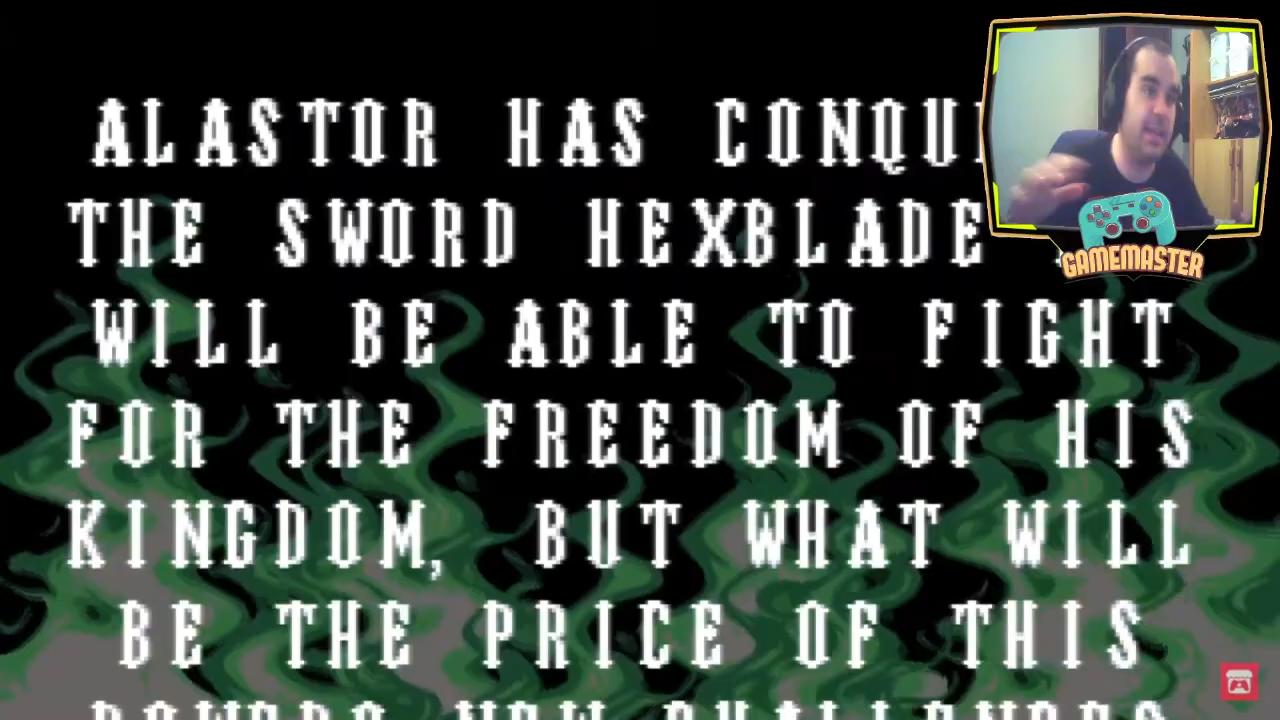 ALASTOR HAS
THE SWORD HEXBLADE
WILL BE ABLE TO FIGHT
FOR THE FREEDOM OF HIS
KINGDOM, BUT WHAT WILL
BE THE PRICE OF THIS
GAMEMASTER